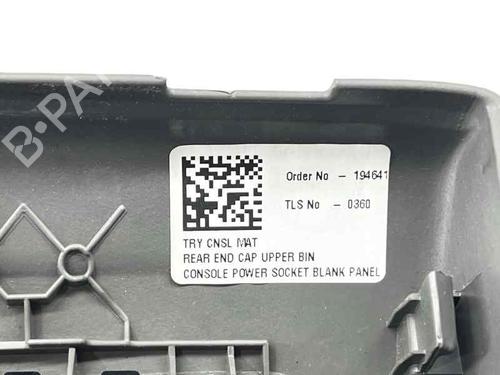 B-PARTS
Order No - 194641
TLS No - 0360
TRY CNSL MAT
REAR END CAP UPPER BIN
CONSOLE POWER SOCKET BLANK PANEL